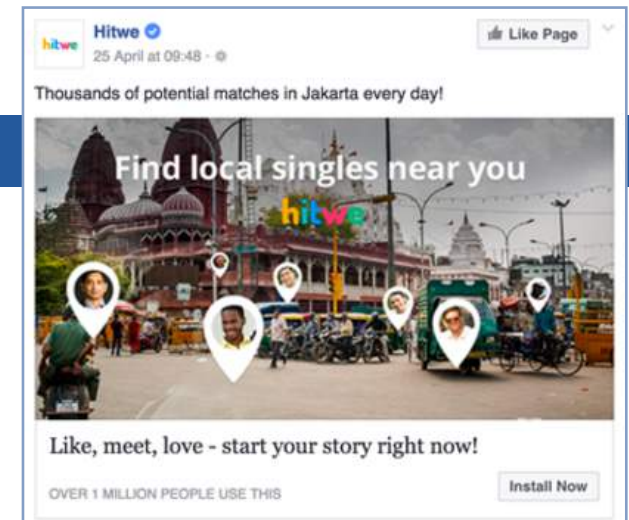 hitwe
Hitwe
Like Page
25 April at 09:48 ·
Thousands of potential matches in Jakarta every day!
Find local singles near you
hitwe
Like, meet, love - start your story right now!
OVER 1 MILLION PEOPLE USE THIS
Install Now